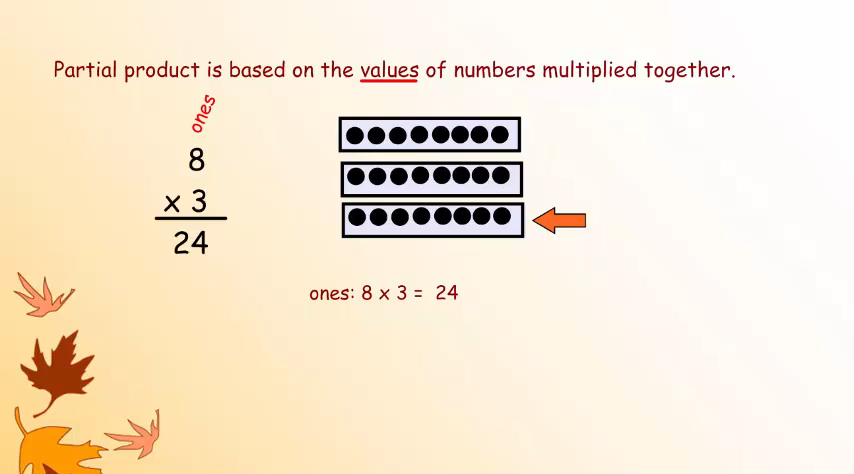 Partial product is based on the values of numbers multiplied together.
ones
8
x 3
24
ones: 8 x 3 = 24